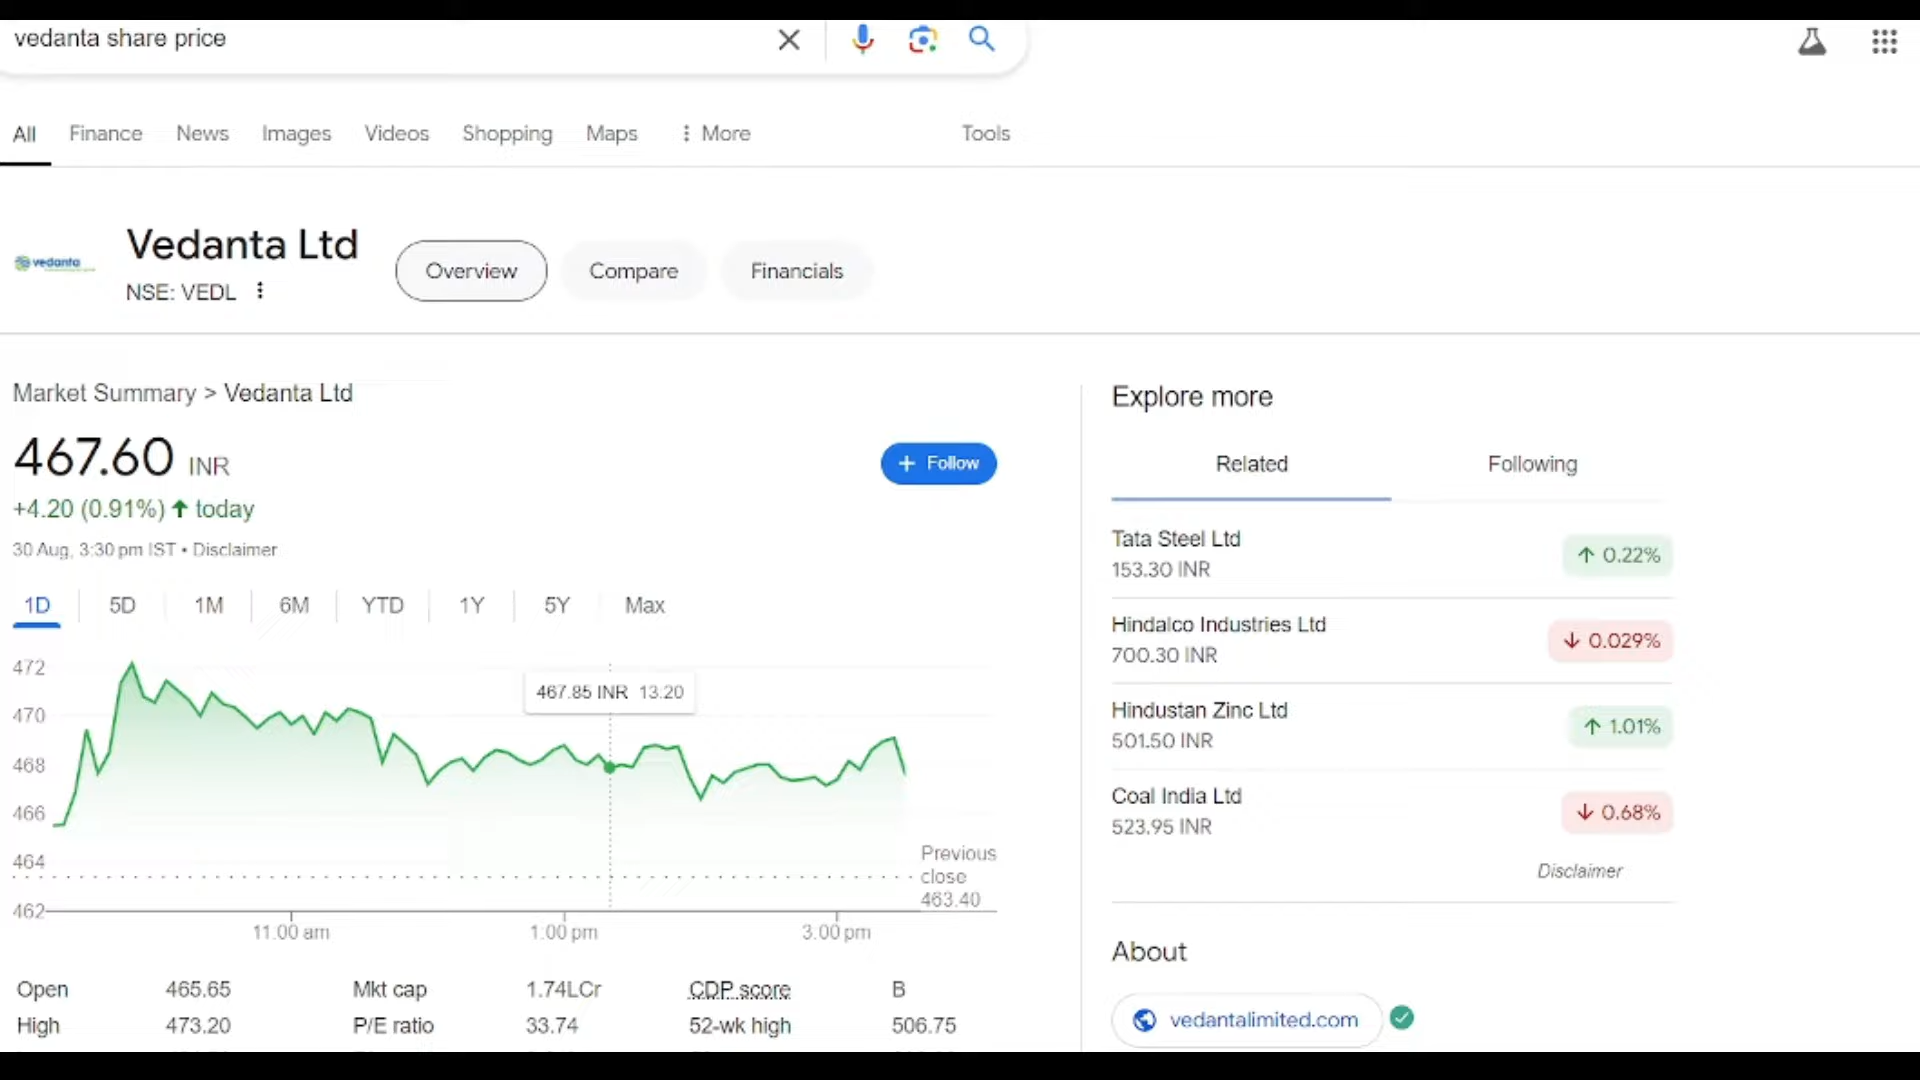 vedanta share price
All Finance News Images Videos Shopping Maps More Tools
vedanta
Vedanta Ltd
NSE: VEDL
Overview Compare Financials
Market Summary > Vedanta Ltd
467.60 INR
+ Follow
+4.20 (0.91%) ↑ today
30 Aug, 3:30 pm IST • Disclaimer
1D 5D 1M 6M YTD 1Y 5Y Max
467.85 INR 13.20
472
470
468
466
464
462
Previous
close
463.40
11.00 am 1:00 pm 3:00 pm
Open 465.65 Mkt cap 1.74LCr CDP score B
High 473.20 P/E ratio 33.74 52-wk high 506.75
Explore more
Related Following
Tata Steel Ltd
153.30 INR
↑ 0.22%
Hindalco Industries Ltd
700.30 INR
↓ 0.029%
Hindustan Zinc Ltd
501.50 INR
↑ 1.01%
Coal India Ltd
523.95 INR
↓ 0.68%
Disclaimer
About
vedantalimited.com